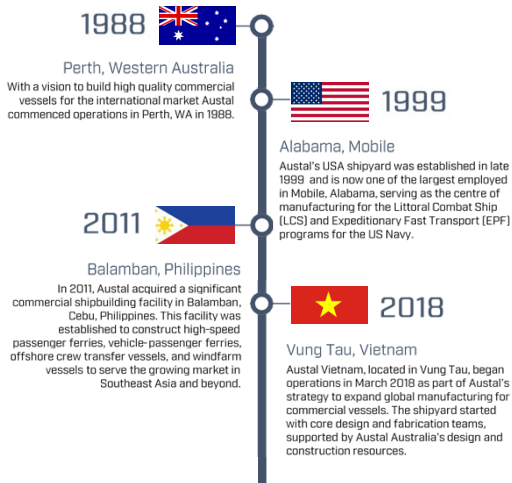 1988
Perth, Western Australia
With a vision to build high quality commercial
vessels for the international market Austal
commenced operations in Perth, WA in 1988.
1999
Alabama, Mobile
Austal's USA shipyard was established in late
1999 and is now one of the largest employed
in Mobile, Alabama, serving as the centre of
manufacturing for the Littoral Combat Ship
(LCS) and Expeditionary Fast Transport (EPF)
programs for the US Navy.
2011
Balamban, Philippines
In 2011, Austal acquired a significant
commercial shipbuilding facility in Balamban,
Cebu, Philippines. This facility was
established to construct high-speed
passenger ferries, vehicle-passenger ferries,
offshore crew transfer vessels, and windfarm
vessels to serve the growing market in
Southeast Asia and beyond.
2018
Vung Tau, Vietnam
Austal Vietnam, located in Vung Tau, began
operations in March 2018 as part of Austal's
strategy to expand global manufacturing for
commercial vessels. The shipyard started
with core design and fabrication teams,
supported by Austal Australia's design and
construction resources.